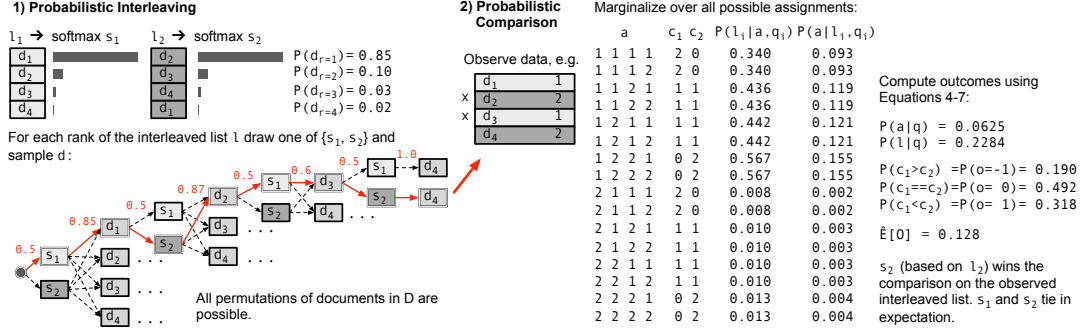 1) Probabilistic Interleaving
l1 → softmax s1
l2 → softmax s2
d1
d2
d3
d4
d2
d3
d4
d1
P(dr=1)= 0.85
P(dr=2)= 0.10
P(dr=3)= 0.03
P(dr=4)= 0.02
For each rank of the interleaved list l draw one of {s1, s2} and
sample d:
0.5
s1
s2
0.85
d1
d2 ...
d3 ...
d4 ...
0.5
s1
s2
0.87
d2
d3 ...
d4 ...
0.5
s1
s2
0.6
d3
d4 ...
0.5
s1
s2
1.0
d4
d4
All permutations of documents in D are
possible.
2) Probabilistic
Comparison
Observe data, e.g.
d1 1
x d2 2
x d3 1
d4 2
Marginalize over all possible assignments:
a c1 c2 P(li|a,qi) P(a|li,qi)
1 1 1 1 2 0 0.340 0.093
1 1 1 2 2 0 0.340 0.093
1 1 2 1 1 1 0.436 0.119
1 1 2 2 1 1 0.436 0.119
1 2 1 1 1 1 0.442 0.121
1 2 1 2 1 1 0.442 0.121
1 2 2 1 0 2 0.567 0.155
1 2 2 2 0 2 0.567 0.155
2 1 1 1 2 0 0.008 0.002
2 1 1 2 2 0 0.008 0.002
2 1 2 1 1 1 0.010 0.003
2 1 2 2 1 1 0.010 0.003
2 2 1 1 1 1 0.010 0.003
2 2 1 2 1 1 0.010 0.003
2 2 2 1 0 2 0.013 0.004
2 2 2 2 0 2 0.013 0.004
Compute outcomes using
Equations 4-7:
P(a|q) = 0.0625
P(l|q) = 0.2284
P(c1>c2) =P(o=-1)= 0.190
P(c1==c2)=P(o= 0)= 0.492
P(c1<c2) =P(o= 1)= 0.318
Ê[O] = 0.128
s2 (based on l2) wins the
comparison on the observed
interleaved list. s1 and s2 tie in
expectation.